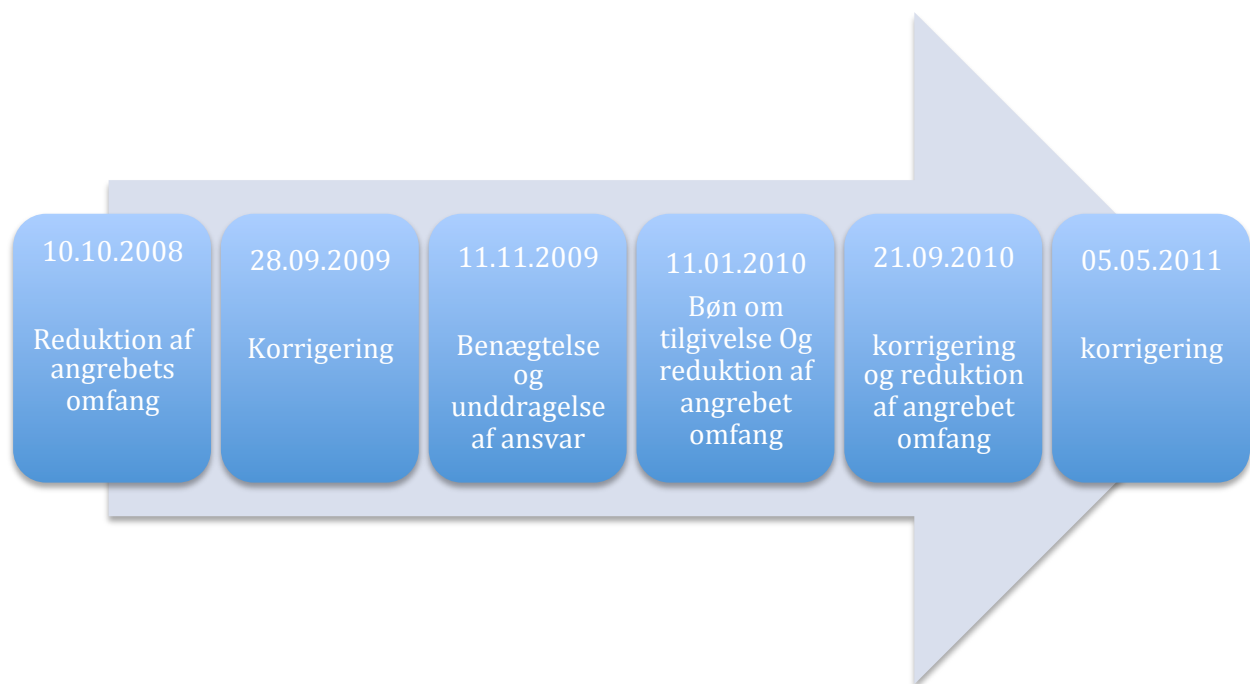 10.10.2008
Reduktion af
angrebets
omfang
28.09.2009
Korrigering
11.11.2009
Benægtelse
og
unddragelse
af ansvar
11.01.2010
Bøn om
tilgivelse Og
reduktion af
angrebet
omfang
21.09.2010
korrigering
og reduktion
af angrebet
omfang
05.05.2011
korrigering